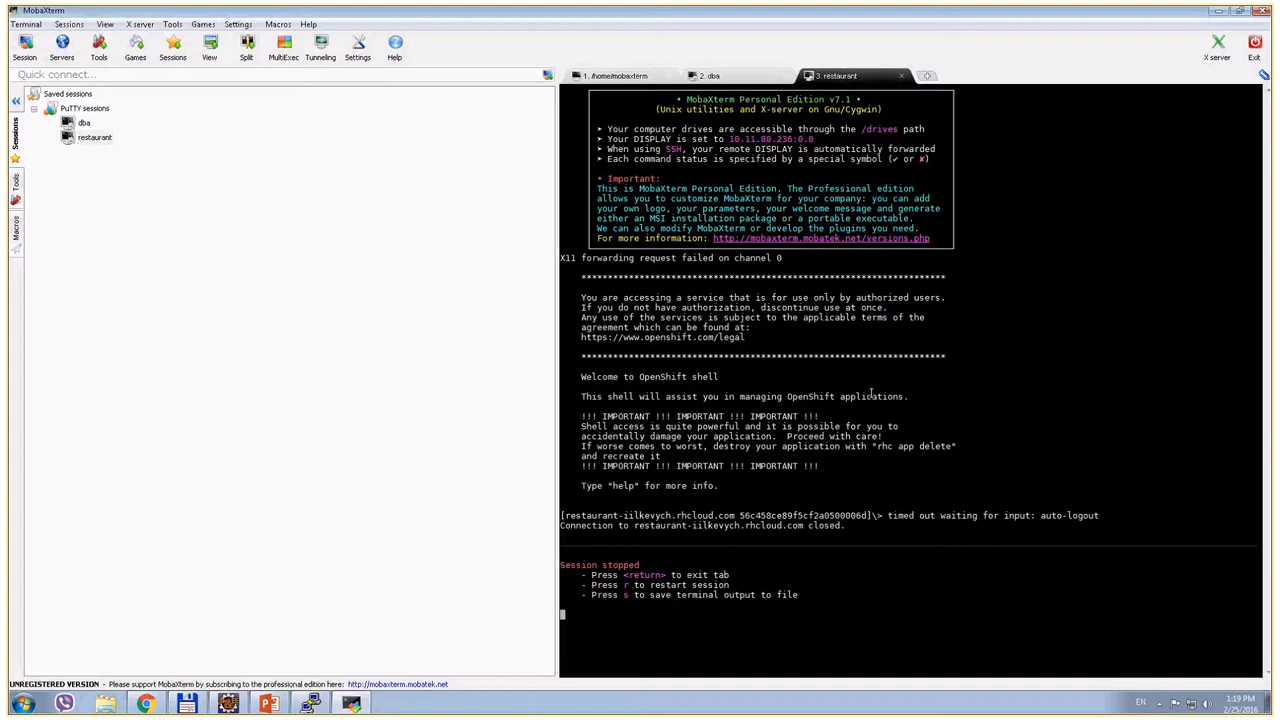 MobaXterm
Terminal Sessions View X server Tools Games Settings Macros Help
Session Servers Tools Games Sessions View Split MultiExec Tunneling Settings Help X server Exit
Quick connect...
1. /home/mobaxterm
2. dba
3. restaurant
Saved sessions
PuTTY sessions
dba
restaurant
Sessions
Tools
Macros
• MobaXterm Personal Edition v7.1 •
(Unix utilities and X-server on Gnu/Cygwin)
➤ Your computer drives are accessible through the /drives path
➤ Your DISPLAY is set to 10.11.80.236:0.0
➤ When using SSH, your remote DISPLAY is automatically forwarded
➤ Each command status is specified by a special symbol (✔ or ✘)
• Important:
This is MobaXterm Personal Edition. The Professional edition
allows you to customize MobaXterm for your company: you can add
your own logo, your parameters, your welcome message and generate
either an MSI installation package or a portable executable.
We can also modify MobaXterm or develop the plugins you need.
For more information: http://mobaxterm.mobatek.net/versions.php
X11 forwarding request failed on channel 0
*********************************************************************
You are accessing a service that is for use only by authorized users.
If you do not have authorization, discontinue use at once.
Any use of the services is subject to the applicable terms of the
agreement which can be found at:
https://www.openshift.com/legal
*********************************************************************
Welcome to OpenShift shell
This shell will assist you in managing OpenShift applications.
!!! IMPORTANT !!! IMPORTANT !!! IMPORTANT !!!
Shell access is quite powerful and it is possible for you to
accidentally damage your application. Proceed with care!
If worse comes to worst, destroy your application with "rhc app delete"
and recreate it
!!! IMPORTANT !!! IMPORTANT !!! IMPORTANT !!!
Type "help" for more info.
[restaurant-iilkevych.rhcloud.com 56c458ce89f5cf2a0500006d]\> timed out waiting for input: auto-logout
Connection to restaurant-iilkevych.rhcloud.com closed.
Session stopped
- Press <return> to exit tab
- Press r to restart session
- Press s to save terminal output to file
UNREGISTERED VERSION - Please support MobaXterm by subscribing to the professional edition here: http://mobaxterm.mobatek.net
EN
1:19 PM
2/25/2016